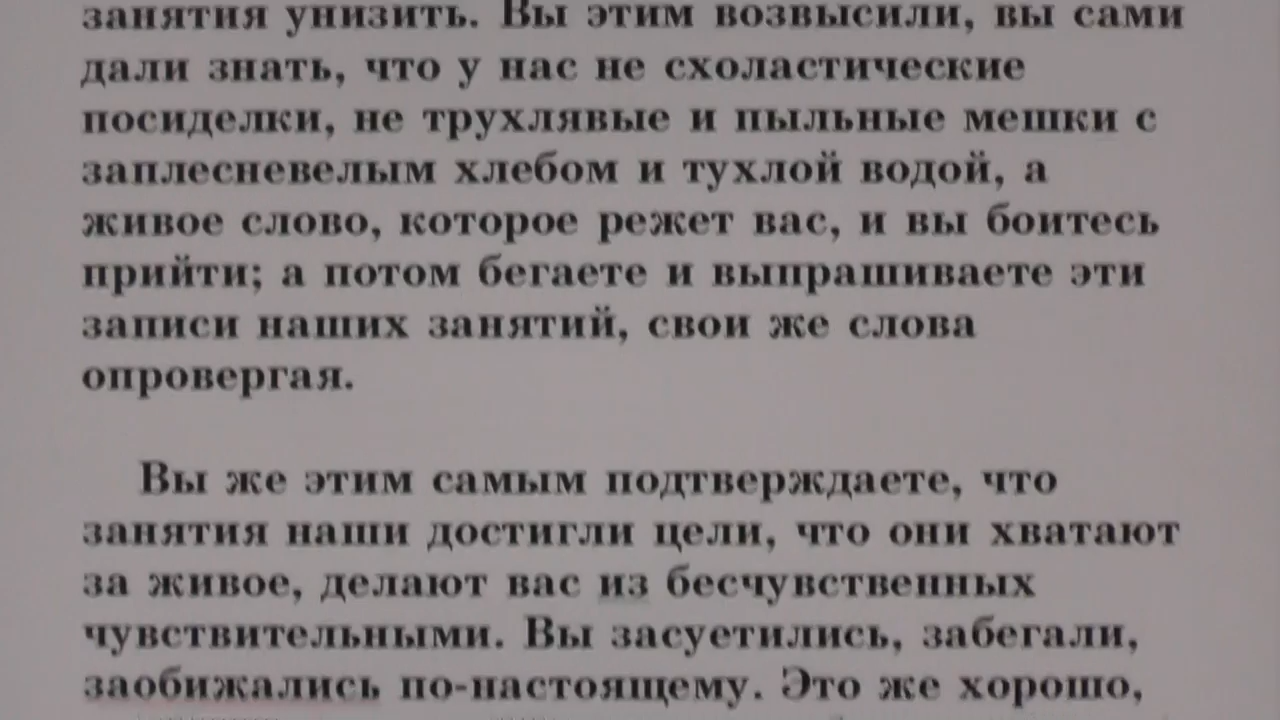 занятия унизить. Вы этим возвысили, вы сами
дали знать, что у нас не схоластические
посиделки, не трухлявые и пыльные мешки с
заплесневелым хлебом и тухлой водой, а
живое слово, которое режет вас, и вы боитесь
прийти; а потом бегаете и выпрашиваете эти
записи наших занятий, свои же слова
опровергая.
Вы же этим самым подтверждаете, что
занятия наши достигли цели, что они хватают
за живое, делают вас из бесчувственных
чувствительными. Вы засуетились, забегали,
заобижались по-настоящему. Это же хорошо,